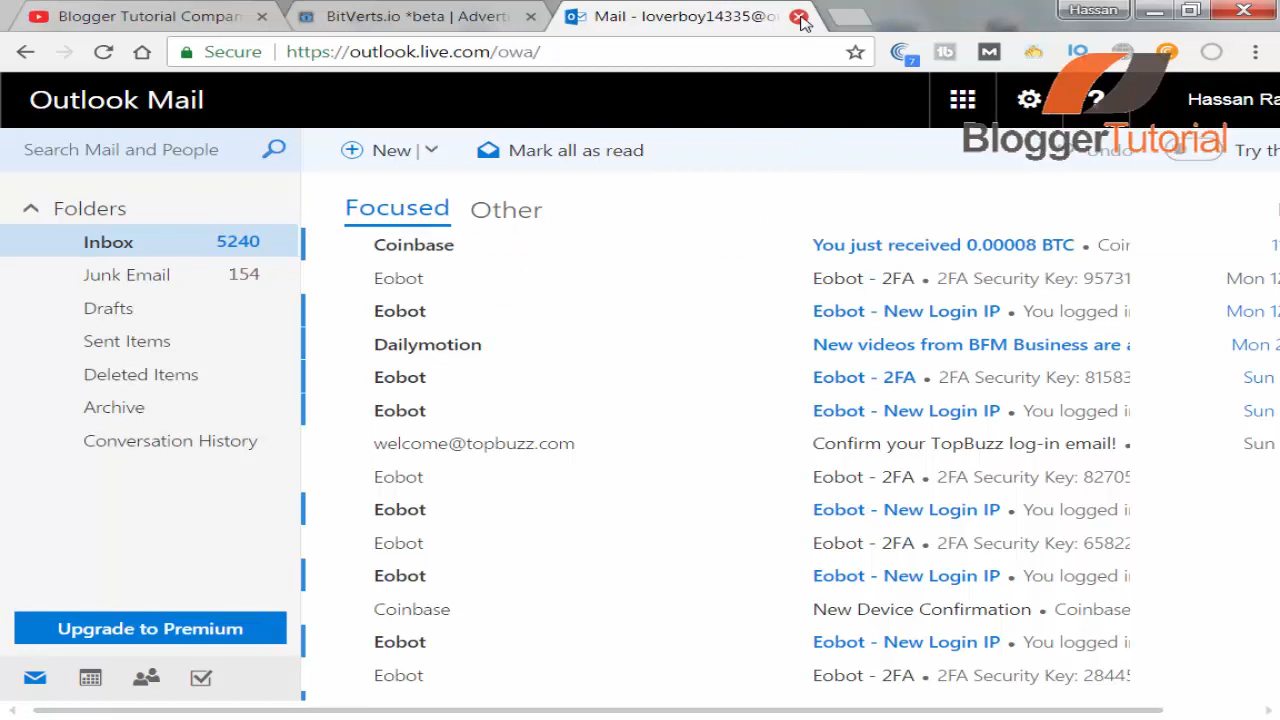 Blogger Tutorial Compan
BitVerts.io *beta | Adverti
Mail - loverboy14335@o
Hassan
Secure
https://outlook.live.com/owa/
7
Outlook Mail
?
Hassan Ra
BloggerTutorial
Search Mail and People
New
Mark all as read
Undo
Try th
Folders
Focused
Other
Inbox 5240
Junk Email 154
Drafts
Sent Items
Deleted Items
Archive
Conversation History
Coinbase You just received 0.00008 BTC • Coin
Eobot Eobot - 2FA • 2FA Security Key: 95731 Mon 12
Eobot Eobot - New Login IP • You logged i Mon 12
Dailymotion New videos from BFM Business are a Mon 2
Eobot Eobot - 2FA • 2FA Security Key: 81583 Sun
Eobot Eobot - New Login IP • You logged i Sun
welcome@topbuzz.com Confirm your TopBuzz log-in email! • Sun
Eobot Eobot - 2FA • 2FA Security Key: 82705
Eobot Eobot - New Login IP • You logged i
Eobot Eobot - 2FA • 2FA Security Key: 65822
Eobot Eobot - New Login IP • You logged i
Coinbase New Device Confirmation • Coinbase
Eobot Eobot - New Login IP • You logged i
Eobot Eobot - 2FA • 2FA Security Key: 28445
Upgrade to Premium